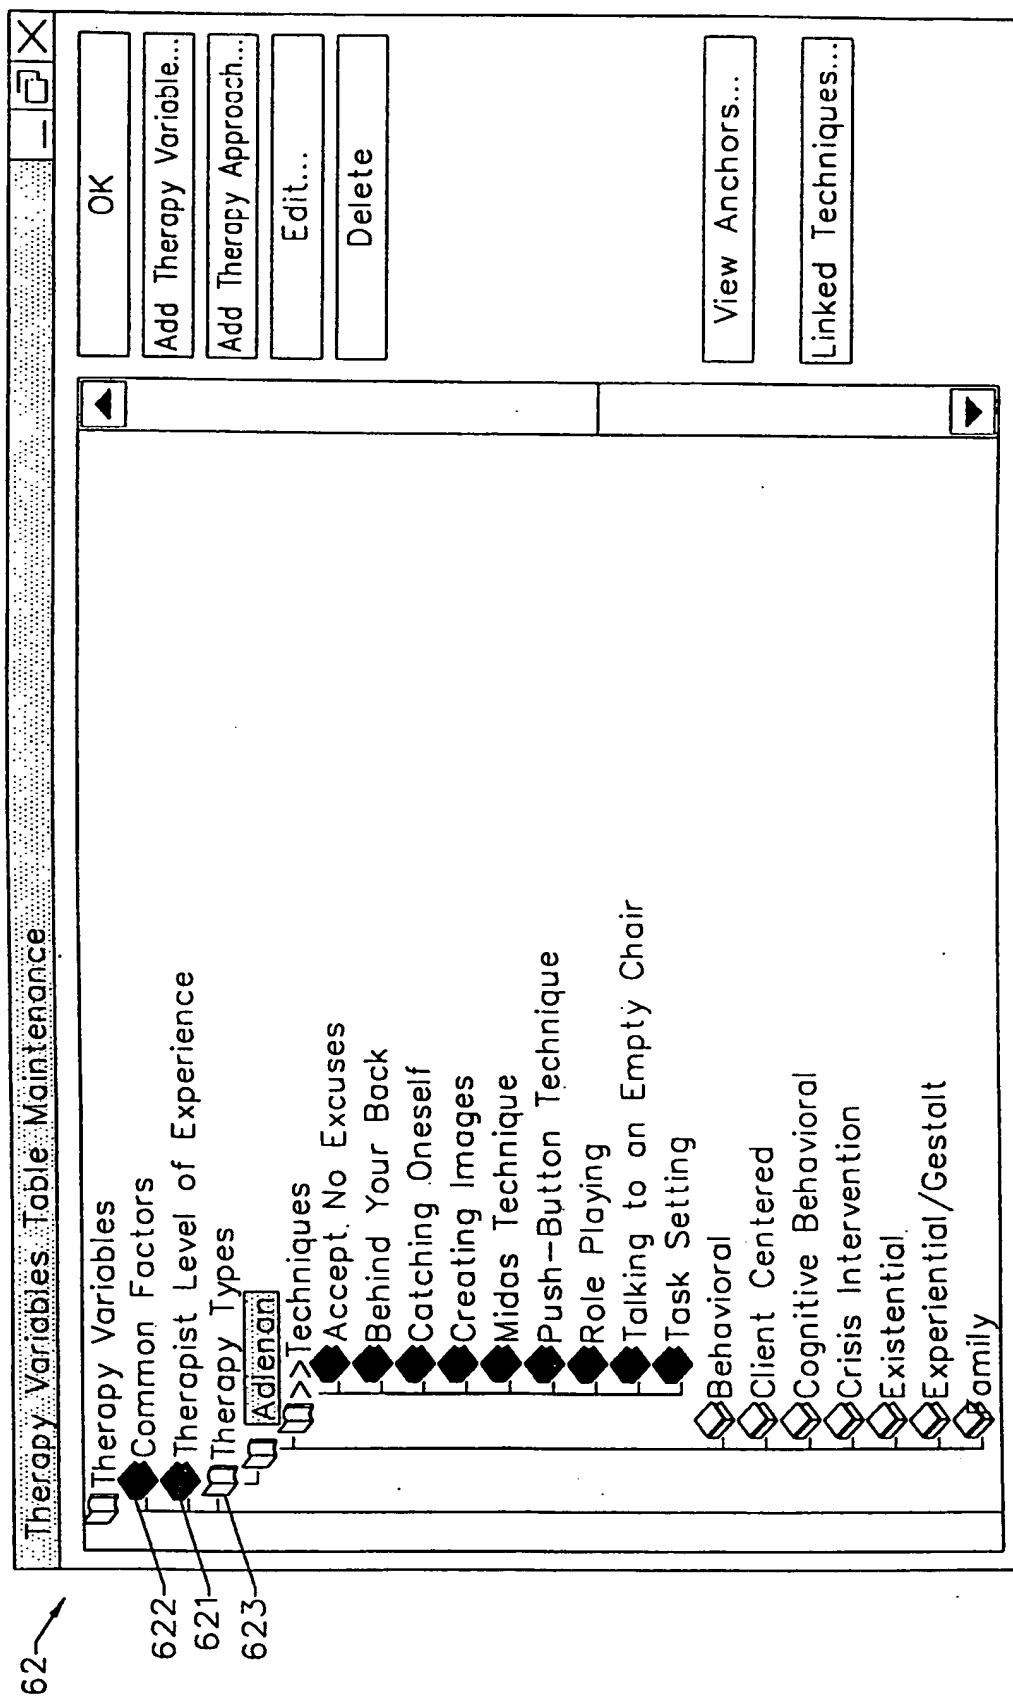 Therapy Variables Table Maintenance
Therapy Variables
Common Factors
Therapist Level of Experience
Therapy Types
Adlenan
>>Techniques
Accept No Excuses
Behind Your Back
Catching Oneself
Creating Images
Midas Technique
Push-Button Technique
Role Playing
Talking to an Empty Chair
Task Setting
Behavioral
Client Centered
Cognitive Behavioral
Crisis Intervention
Existential
Experiential/Gestalt
Family
OK
Add Therapy Variable...
Add Therapy Approach...
Edit...
Delete
View Anchors...
Linked Techniques...
62
622
621
623